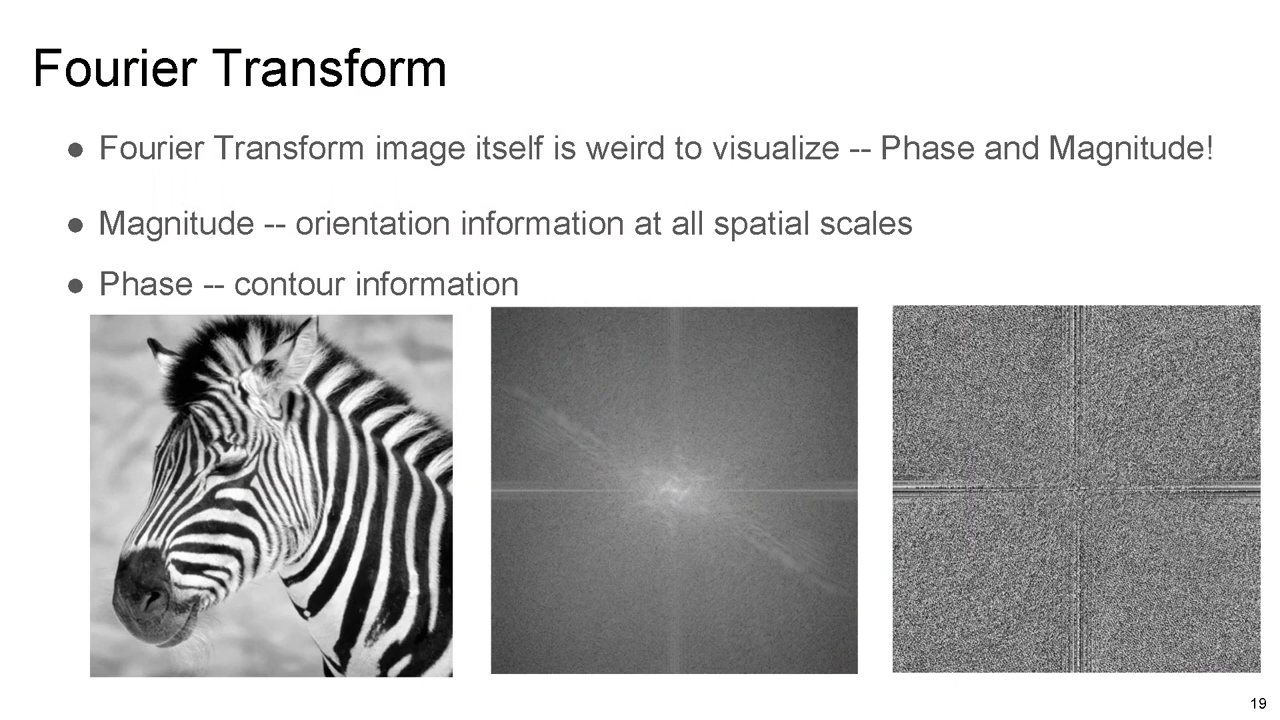 Fourier Transform
● Fourier Transform image itself is weird to visualize -- Phase and Magnitude!
● Magnitude -- orientation information at all spatial scales
● Phase -- contour information
19